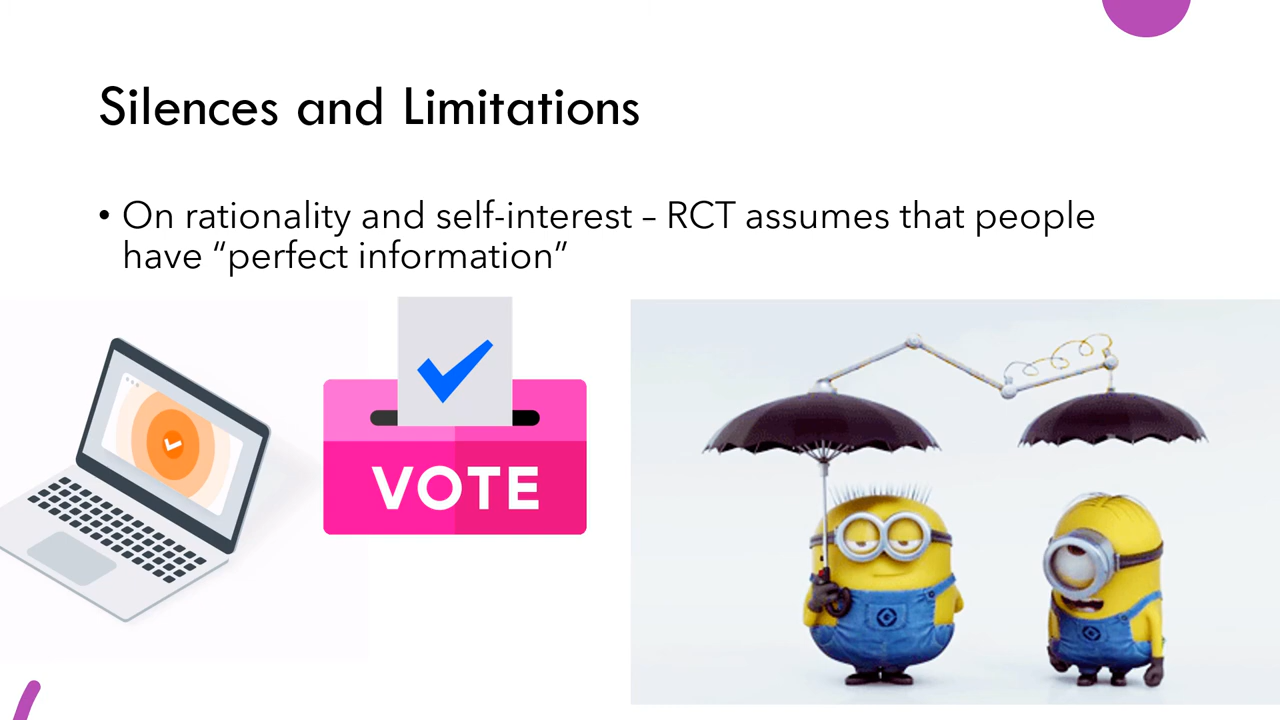 Silences and Limitations
• On rationality and self-interest – RCT assumes that people
have “perfect information”
VOTE